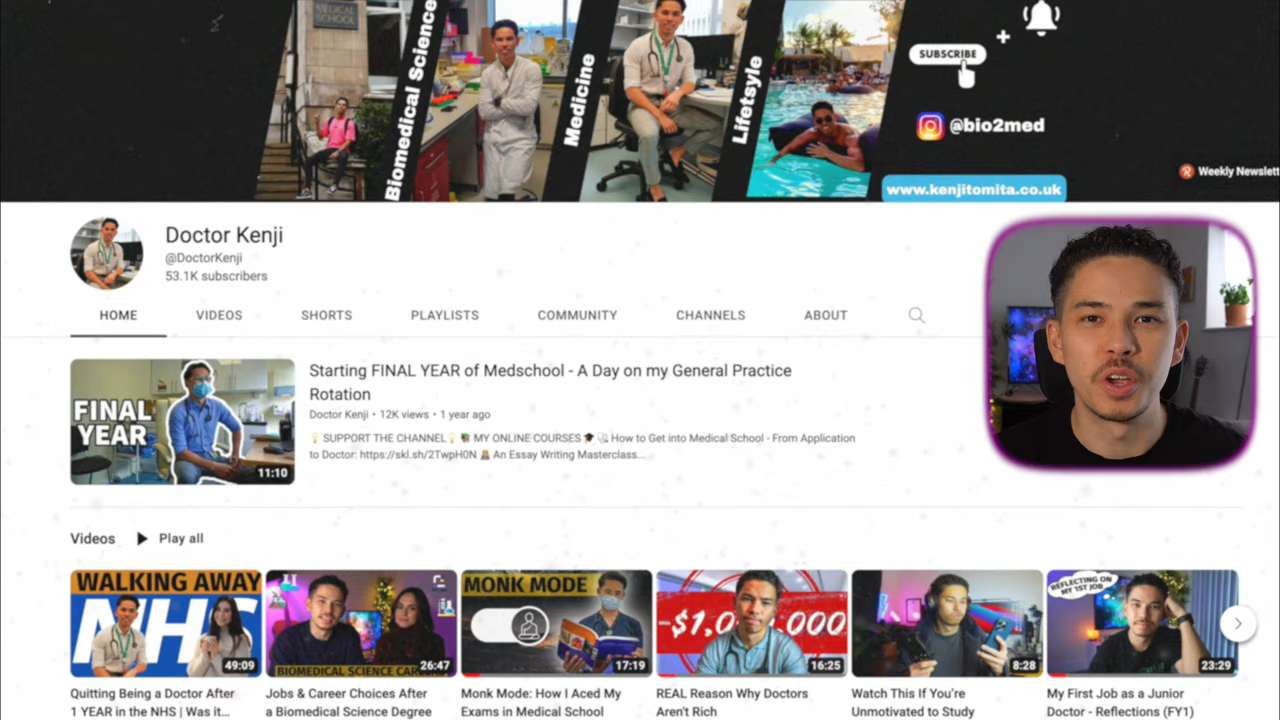 MEDICAL
SCHOOL
Biomedical Science
Medicine
Lifetsyle
SUBSCRIBE
@bio2med
www.kenjitomita.co.uk
Weekly Newslett
Doctor Kenji
@DoctorKenji
53.1K subscribers
HOME
VIDEOS
SHORTS
PLAYLISTS
COMMUNITY
CHANNELS
ABOUT
FINAL
YEAR
11:10
Starting FINAL YEAR of Medschool - A Day on my General Practice
Rotation
Doctor Kenji • 12K views • 1 year ago
SUPPORT THE CHANNEL MY ONLINE COURSES How to Get into Medical School - From Application
to Doctor: https://skl.sh/2TwpH0N An Essay Writing Masterclass...
Videos
Play all
WALKING AWAY
NHS
49:09
BIOMEDICAL SCIENCE CAR
26:47
MONK MODE
17:19
-$1,0 ,000
16:25
8:28
REFLECTING ON
MY 1ST JOB
23:29
Quitting Being a Doctor After
1 YEAR in the NHS | Was it...
Jobs & Career Choices After
a Biomedical Science Degree
Monk Mode: How I Aced My
Exams in Medical School
REAL Reason Why Doctors
Aren't Rich
Watch This If You're
Unmotivated to Study
My First Job as a Junior
Doctor - Reflections (FY1)